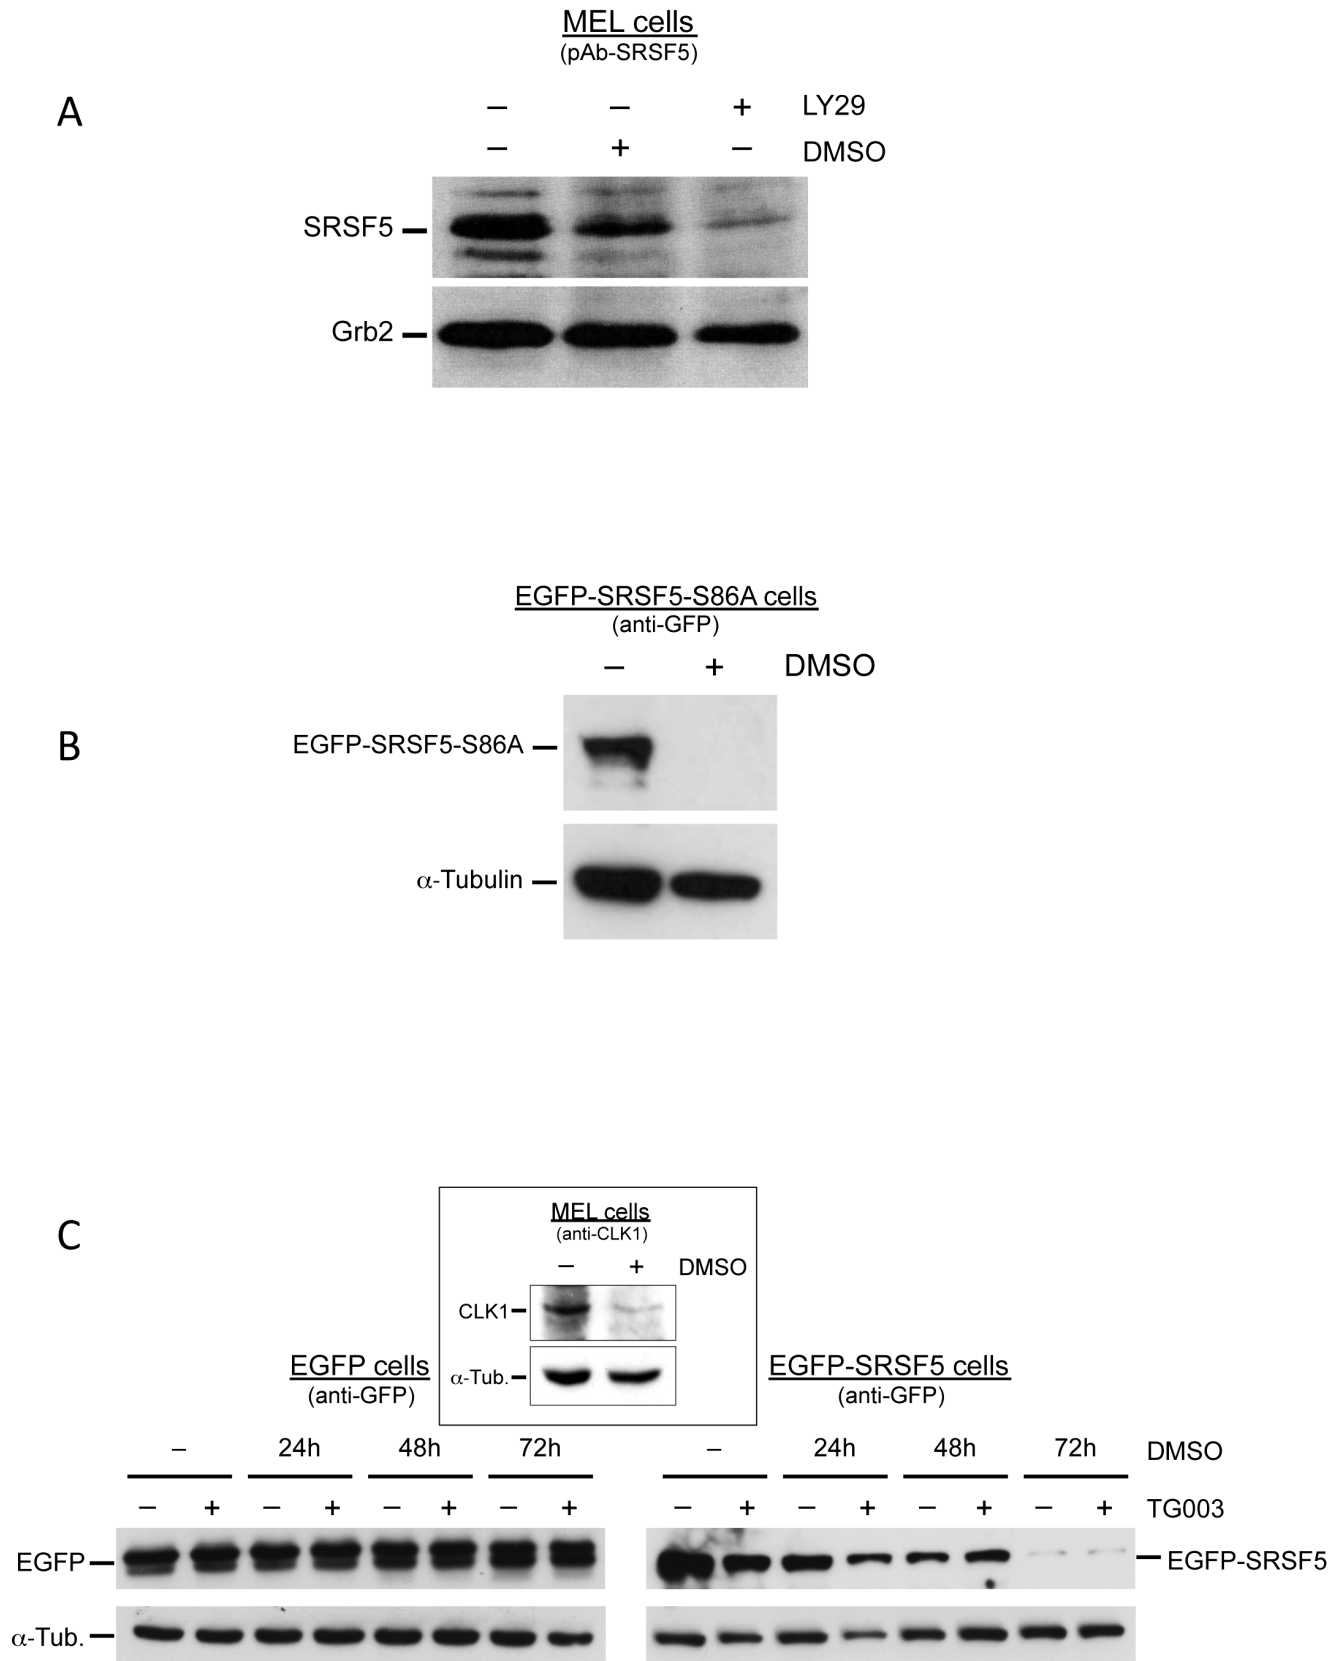 MEL cells
(pAb-SRSF5)
A
– – + LY29
– + – DMSO
SRSF5
Grb2
EGFP-SRSF5-S86A cells
(anti-GFP)
– + DMSO
B
EGFP-SRSF5-S86A
α-Tubulin
C
MEL cells
(anti-CLK1)
– + DMSO
CLK1
α-Tub.
EGFP cells
(anti-GFP)
EGFP-SRSF5 cells
(anti-GFP)
– 24h 48h 72h – 24h 48h 72h DMSO
– + – + – + – + – + – + – + – + TG003
EGFP
EGFP-SRSF5
α-Tub.